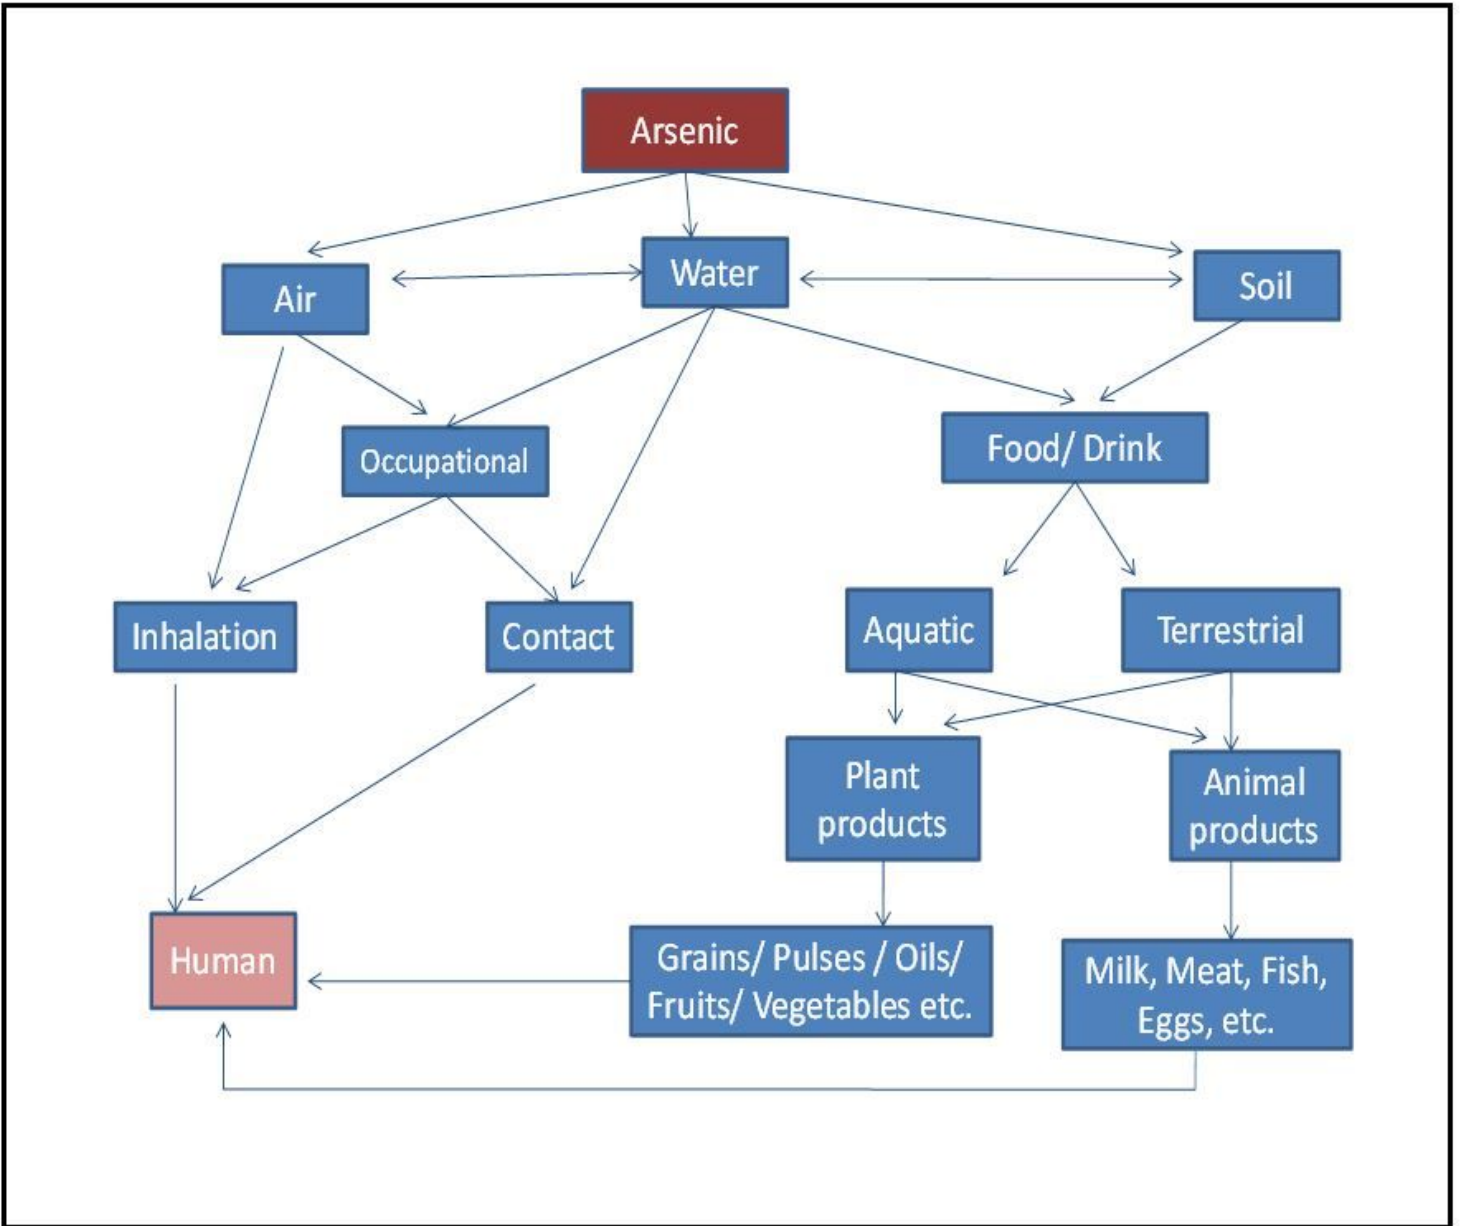 Arsenic
Air
Water
Soil
Occupational
Food/ Drink
Inhalation
Contact
Aquatic
Terrestrial
Plant
products
Animal
products
Human
Grains/ Pulses / Oils/
Fruits/ Vegetables etc.
Milk, Meat, Fish,
Eggs, etc.